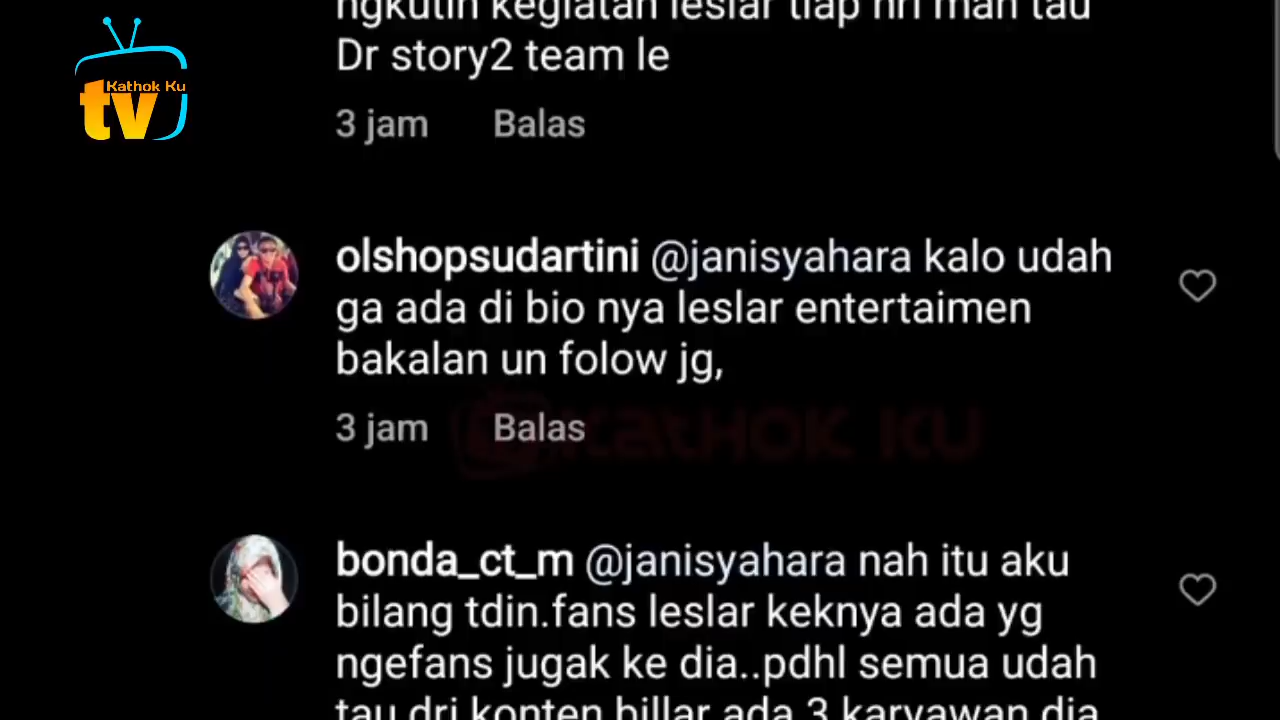 Kathok Ku
tv
ngkutin kegiatan leslar tiap hri mah tau
Dr story2 team le
3 jam Balas
olshopsudartini @janisyahara kalo udah
ga ada di bio nya leslar entertaimen
bakalan un folow jg,
3 jam Balas
KATHOK KU
bonda_ct_m @janisyahara nah itu aku
bilang tdin.fans leslar keknya ada yg
ngefans jugak ke dia..pdhl semua udah
tau dri konten billar ada 3 karyawan dia